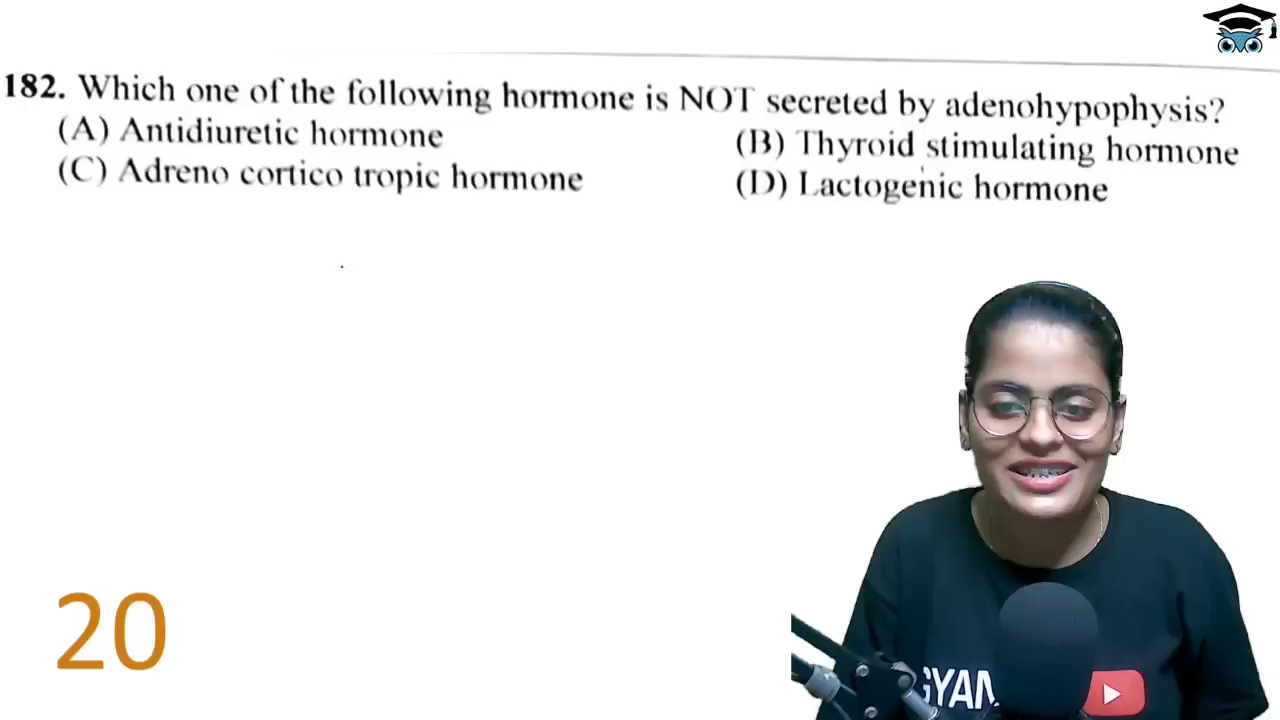 182. Which one of the following hormone is NOT secreted by adenohypophysis?
(A) Antidiuretic hormone
(B) Thyroid stimulating hormone
(C) Adreno cortico tropic hormone
(D) Lactogenic hormone
20
GYAN